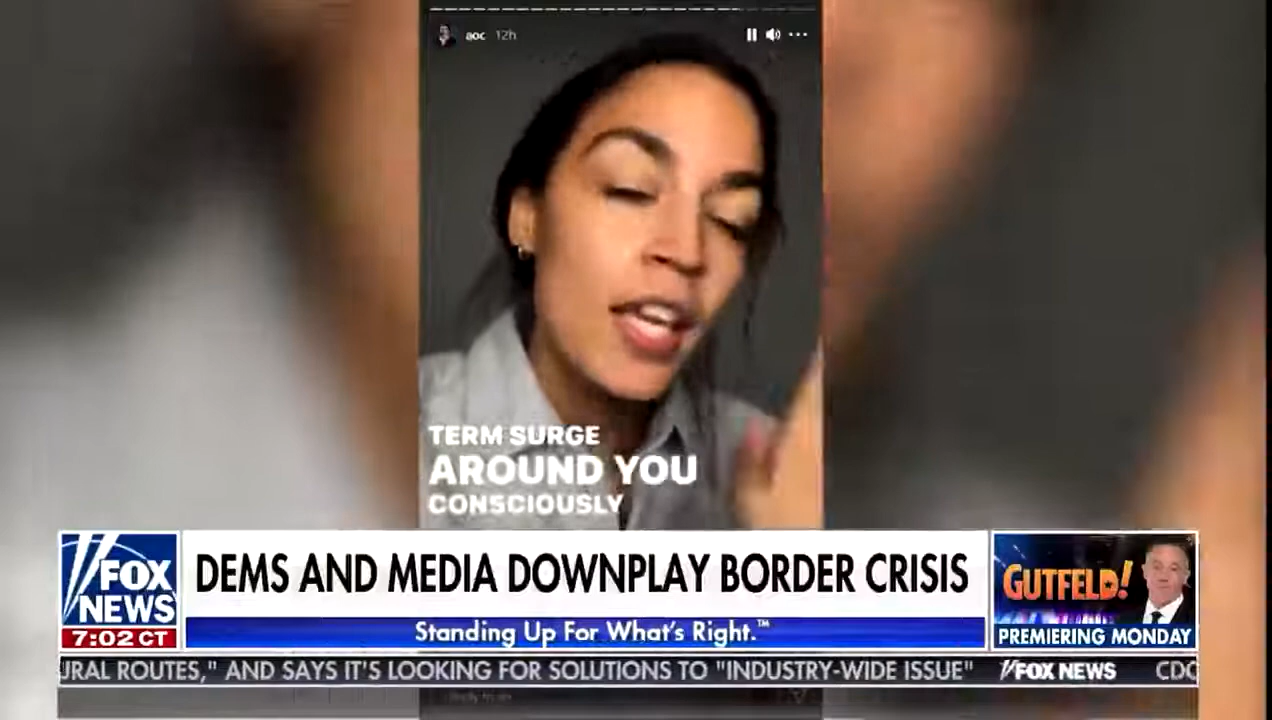 aoc 12h
TERM SURGE
AROUND YOU
CONSCIOUSLY
FOX
NEWS
7:02 CT
DEMS AND MEDIA DOWNPLAY BORDER CRISIS
Standing Up For What's Right.™
GUTFELD!
PREMIERING MONDAY
URAL ROUTES," AND SAYS IT'S LOOKING FOR SOLUTIONS TO "INDUSTRY-WIDE ISSUE" FOX NEWS CDC